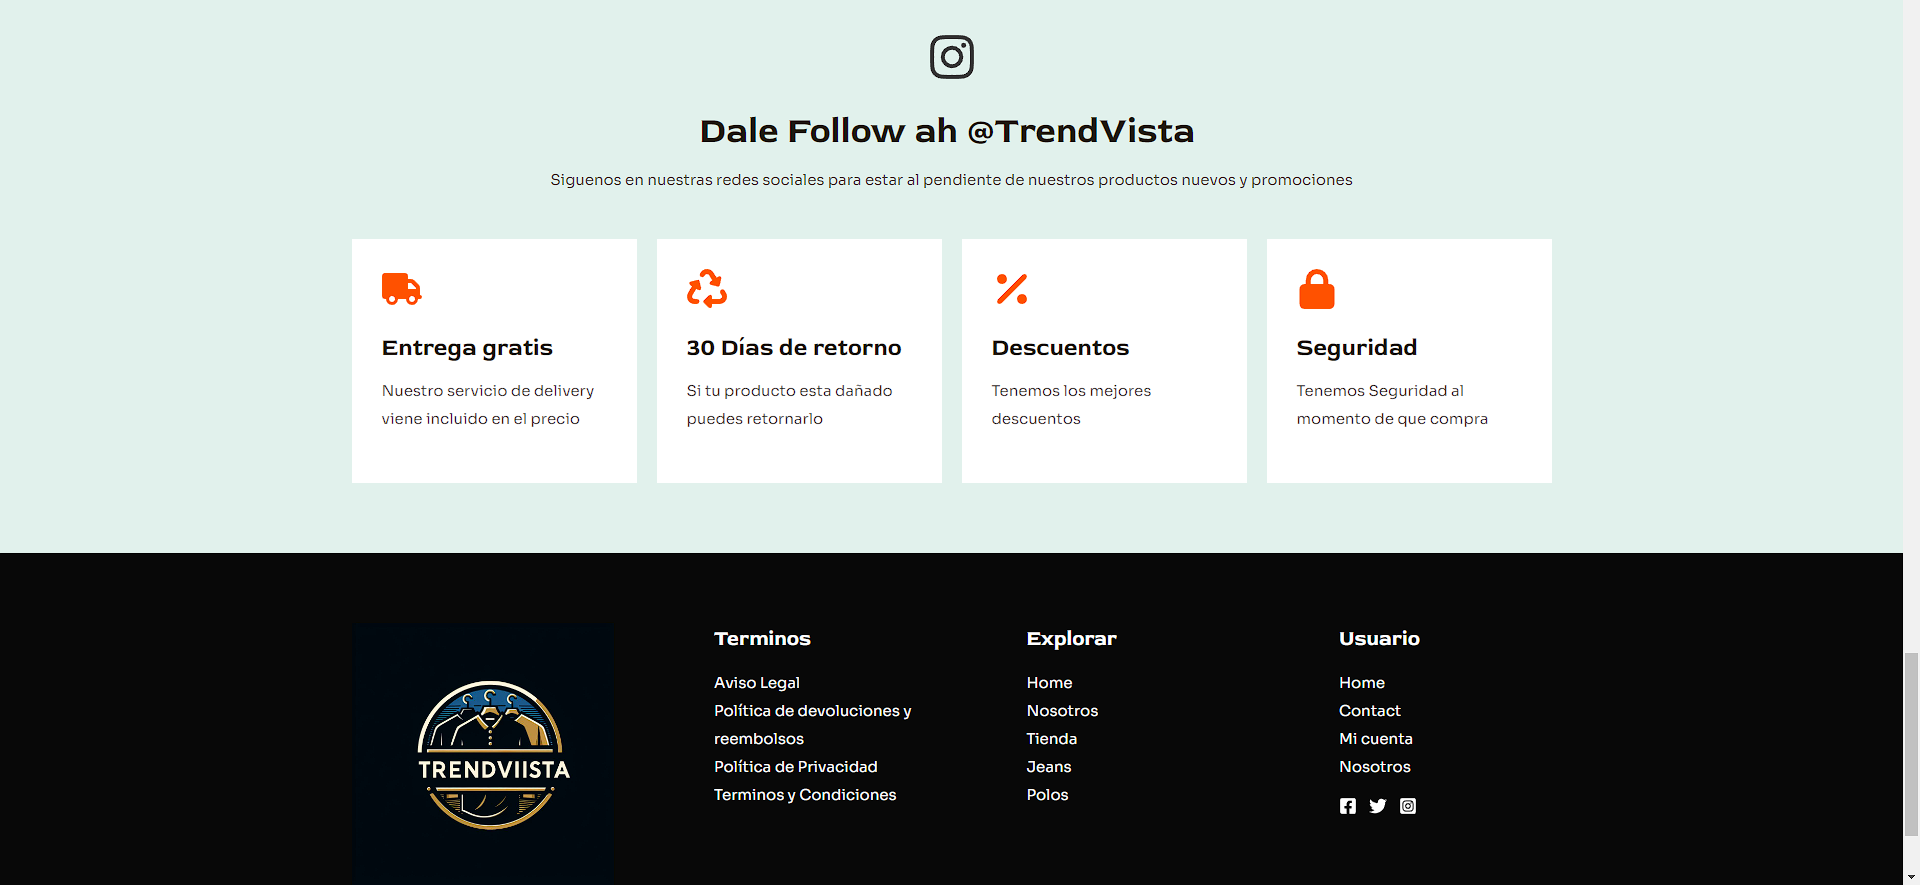 Dale Follow ah @TrendVista
Siguenos en nuestras redes sociales para estar al pendiente de nuestros productos nuevos y promociones
Entrega gratis
Nuestro servicio de delivery
viene incluido en el precio
30 Días de retorno
Si tu producto esta dañado
puedes retornarlo
Descuentos
Tenemos los mejores
descuentos
Seguridad
Tenemos Seguridad al
momento de que compra
TRENDVIISTA
Terminos
Aviso Legal
Política de devoluciones y
reembolsos
Política de Privacidad
Terminos y Condiciones
Explorar
Home
Nosotros
Tienda
Jeans
Polos
Usuario
Home
Contact
Mi cuenta
Nosotros